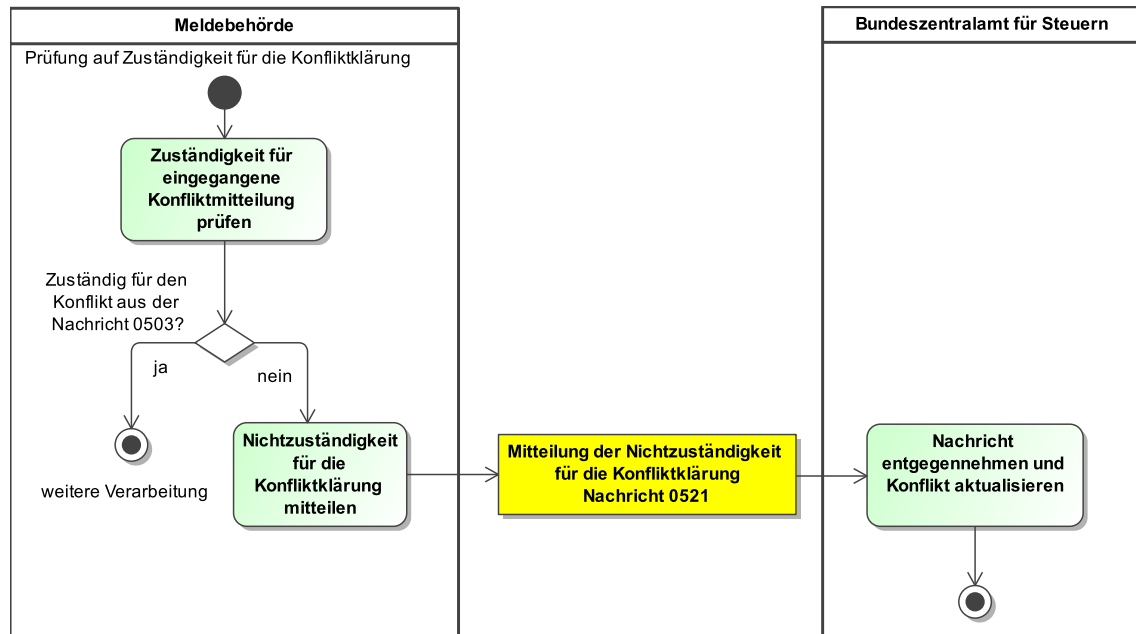 Meldebehörde
Bundeszentralamt für Steuern
Prüfung auf Zuständigkeit für die Konfliktklärung
Zuständigkeit für
eingegangene
Konfliktmitteilung
prüfen
Zuständig für den
Konflikt aus der
Nachricht 0503?
ja
nein
weitere Verarbeitung
Nichtzuständigkeit
für die
Konfliktklärung
mitteilen
Mitteilung der Nichtzuständigkeit
für die Konfliktklärung
Nachricht 0521
Nachricht
entgegennehmen und
Konflikt aktualisieren